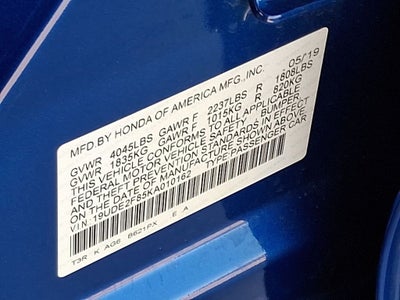 MFD.BY HONDA OF AMERICA MFG.,INC. 05/19
GVWR 4045LBS GAWR F 2237LBS R 1808LBS
GVWR 1835KG GAWR F 1015KG R 820KG
THIS VEHICLE CONFORMS TO ALL APPLICABLE
FEDERAL MOTOR VEHICLE SAFETY BUMPER,
AND THEFT PREVENTION STANDARDS IN EFFECT
ON THE DATE OF MANUFACTURE SHOWN ABOVE.
VIN:19UDE2F85KA010162 TYPE:PASSENGER CAR
T3R K AG6 B621PX E A